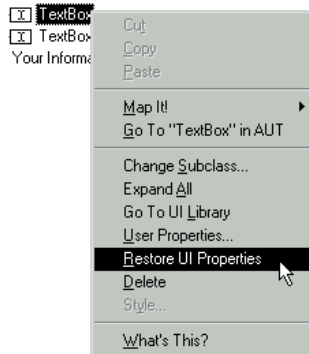 TextBox
TextBox
Your Informa
Cut
Copy
Paste
Map It!
Go To "TextBox" in AUT
Change Subclass...
Expand All
Go To UI Library
User Properties...
Restore UI Properties
Delete
Style...
What's This?